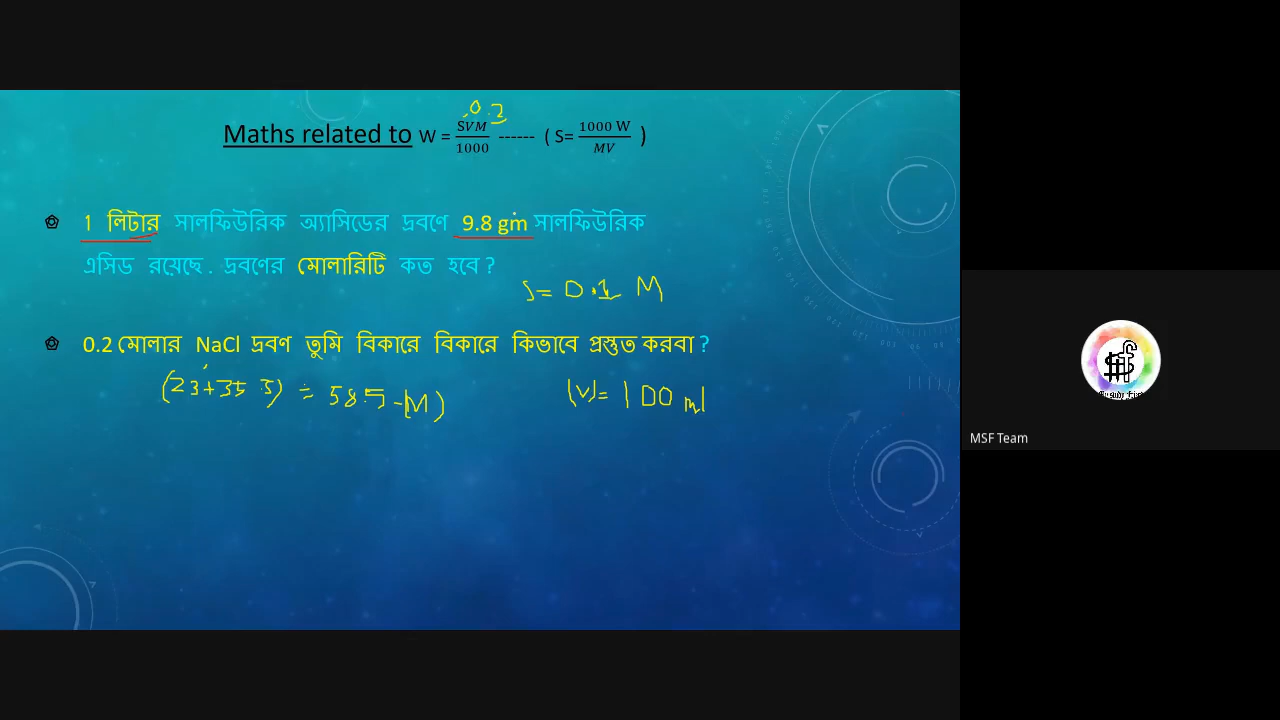 0.2
Maths related to W = SVM/1000 ------ ( S= 1000 W/MV )
1 লিটার সালফিউরিক অ্যাসিডের দ্রবণে 9.8 gm সালফিউরিক
এসিড রয়েছে . দ্রবণের মোলারিটি কত হবে ?
S= 0.1 M
0.2 মোলার NaCl দ্রবণ তুমি বিকারে বিকারে কিভাবে প্রস্তুত করবা ?
(23+35.5) = 58.5 -(M) (V)= 100 ml
MSF Team